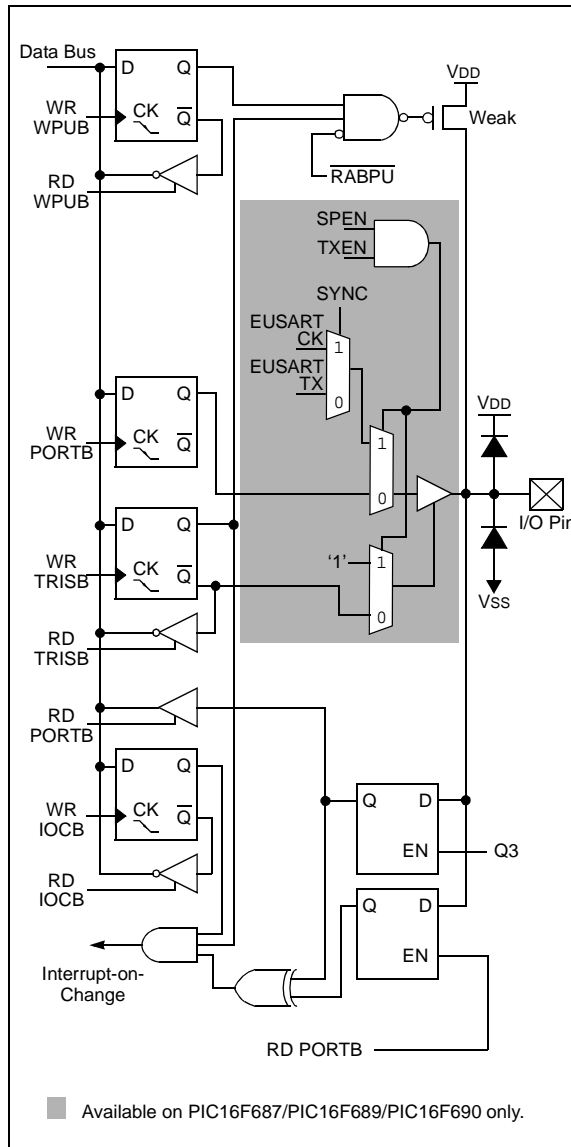 Data Bus
D Q
WR
WPUB
CK
Q
RD
WPUB
VDD
Weak
RABPU
SPEN
TXEN
SYNC
EUSART
CK
EUSART
TX
1
0
D Q
WR
PORTB
CK
Q
1
0
VDD
I/O Pin
VSS
D Q
WR
TRISB
CK
Q
'1'
1
0
RD
TRISB
RD
PORTB
D Q
WR
IOCB
CK
Q
RD
IOCB
Q D
EN
Q3
Q D
EN
Interrupt-on-
Change
RD PORTB
Available on PIC16F687/PIC16F689/PIC16F690 only.